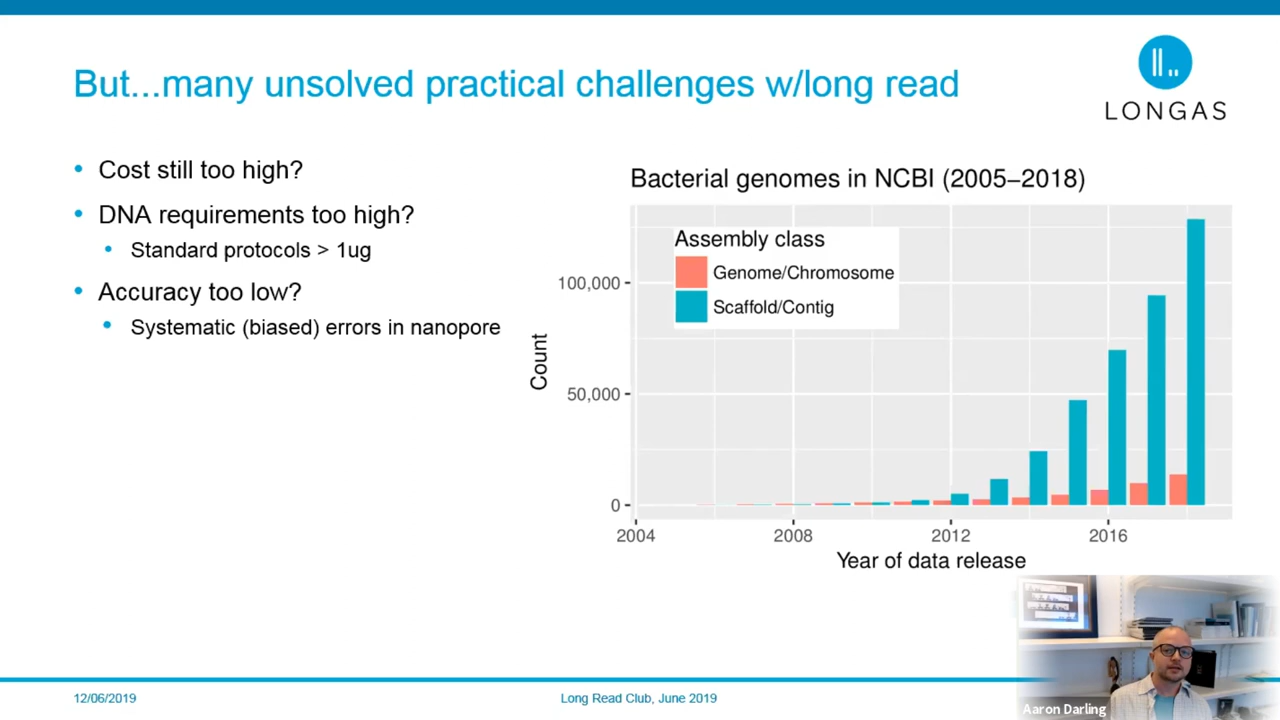 But...many unsolved practical challenges w/long read
LONGAS
• Cost still too high?
• DNA requirements too high?
• Standard protocols > 1ug
• Accuracy too low?
• Systematic (biased) errors in nanopore
Bacterial genomes in NCBI (2005–2018)
Assembly class
Genome/Chromosome
Scaffold/Contig
Count
100,000
50,000
0
2004 2008 2012 2016
Year of data release
12/06/2019
Long Read Club, June 2019
Aaron Darling